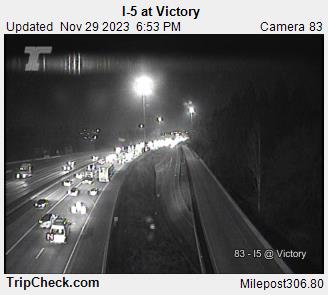 I-5 at Victory
Updated Nov 29 2023 6:53 PM Camera 83
T
83 - I5 @ Victory
TripCheck.com Milepost306.80